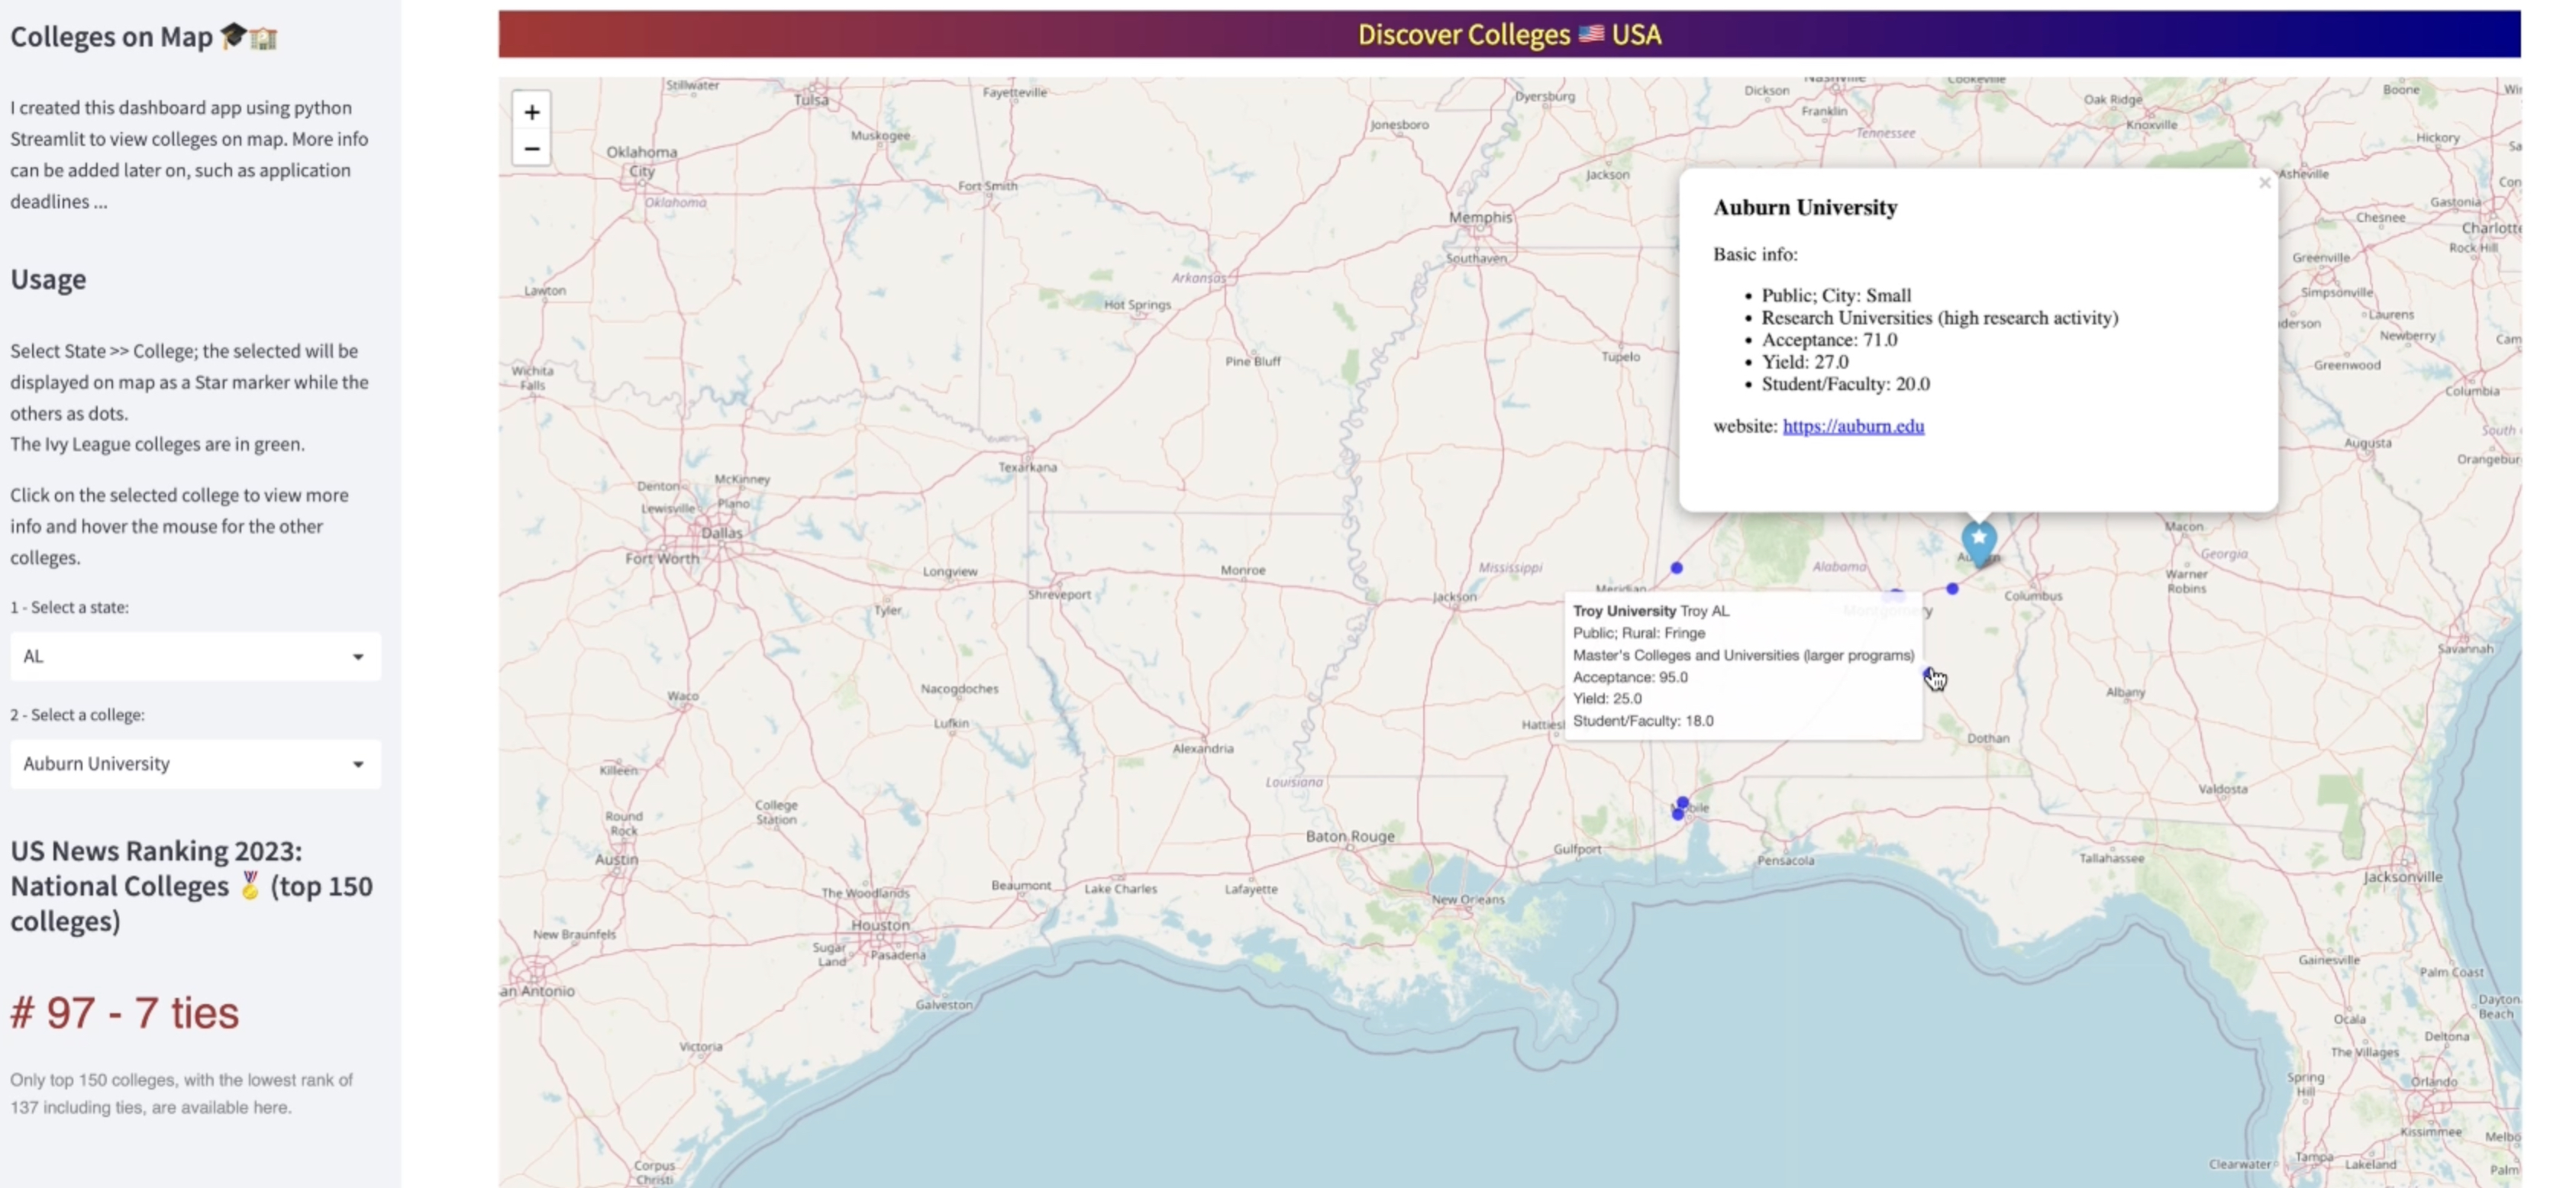 Colleges on Map 🎓🏫
I created this dashboard app using python
Streamlit to view colleges on map. More info
can be added later on, such as application
deadlines ...
Usage
Select State >> College; the selected will be
displayed on map as a Star marker while the
others as dots.
The Ivy League colleges are in green.
Click on the selected college to view more
info and hover the mouse for the other
colleges.
1 - Select a state:
AL
2 - Select a college:
Auburn University
US News Ranking 2023:
National Colleges 🏅 (top 150
colleges)
# 97 - 7 ties
Only top 150 colleges, with the lowest rank of
137 including ties, are available here.
Discover Colleges 🇺🇸 USA
+
−
Stillwater
Tulsa
Fayetteville
Muskogee
Oklahoma
City
Oklahoma
Fort Smith
Lawton
Wichita
Falls
Jonesboro
Dyersburg
Dickson
Nashville
Franklin
Cookeville
Tennessee
Oak Ridge
Knoxville
Boone
Hickory
Asheville
Gastonia
Chesnee
Charlotte
Rock Hill
Greenville
Simpsonville
Laurens
Newberry
Greenwood
Columbia
Augusta
Orangebur
Jackson
Memphis
Southaven
Arkansas
Hot Springs
Pine Bluff
Tupelo
Texarkana
Denton
McKinney
Lewisville
Plano
Dallas
Fort Worth
Longview
Tyler
Shreveport
Monroe
Mississippi
Jackson
Meridian
Auburn University
Basic info:
• Public; City: Small
• Research Universities (high research activity)
• Acceptance: 71.0
• Yield: 27.0
• Student/Faculty: 20.0
website: https://auburn.edu
×
Alabama
Montgomery
Columbus
Macon
Georgia
Warner
Robins
Savannah
Albany
Dothan
Valdosta
Troy University Troy AL
Public; Rural: Fringe
Master's Colleges and Universities (larger programs)
Acceptance: 95.0
Yield: 25.0
Student/Faculty: 18.0
Waco
Nacogdoches
Lufkin
Alexandria
Louisiana
Killeen
College
Station
Round
Rock
Austin
The Woodlands
Beaumont
Lake Charles
Lafayette
Baton Rouge
New Orleans
Gulfport
Pensacola
Tallahassee
Jacksonville
New Braunfels
Houston
Sugar
Land
Pasadena
Galveston
an Antonio
Victoria
Corpus
Christi
Gainesville
Palm Coast
Dayton
Beach
Ocala
Deltona
The Villages
Spring
Hill
Orlando
Kissimmee
Melbo
Clearwater
Tampa
Lakeland
Palm